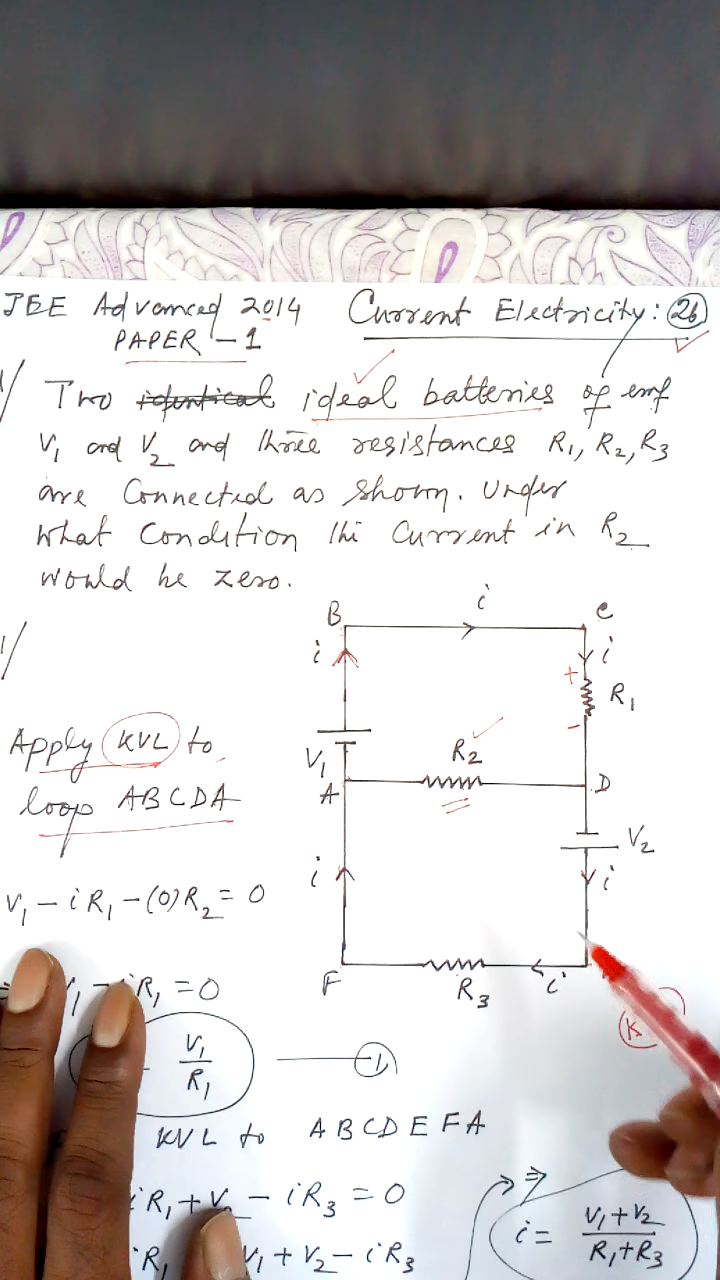 JEE Advanced 2014 Current Electricity: 26
PAPER - 1
Two identical ideal batteries of emf
V₁ and V₂ and three resistances R₁, R₂, R₃
are Connected as shown. Under
what Condition the Current in R₂
would be zero.
B i C
i i
+
R₁
-
Apply KVL to
loop ABCDA
V₁ R₂
A D
V₂
i i
V₁ - iR₁ - (0)R₂ = 0
F R₃ i
R₁ = 0
K
V₁
R₁
1
KVL to ABCDEFA
iR₁ + V₂ - iR₃ = 0
⇒
i = V₁+V₂
R₁+R₃
V₁ + V₂ - iR₃